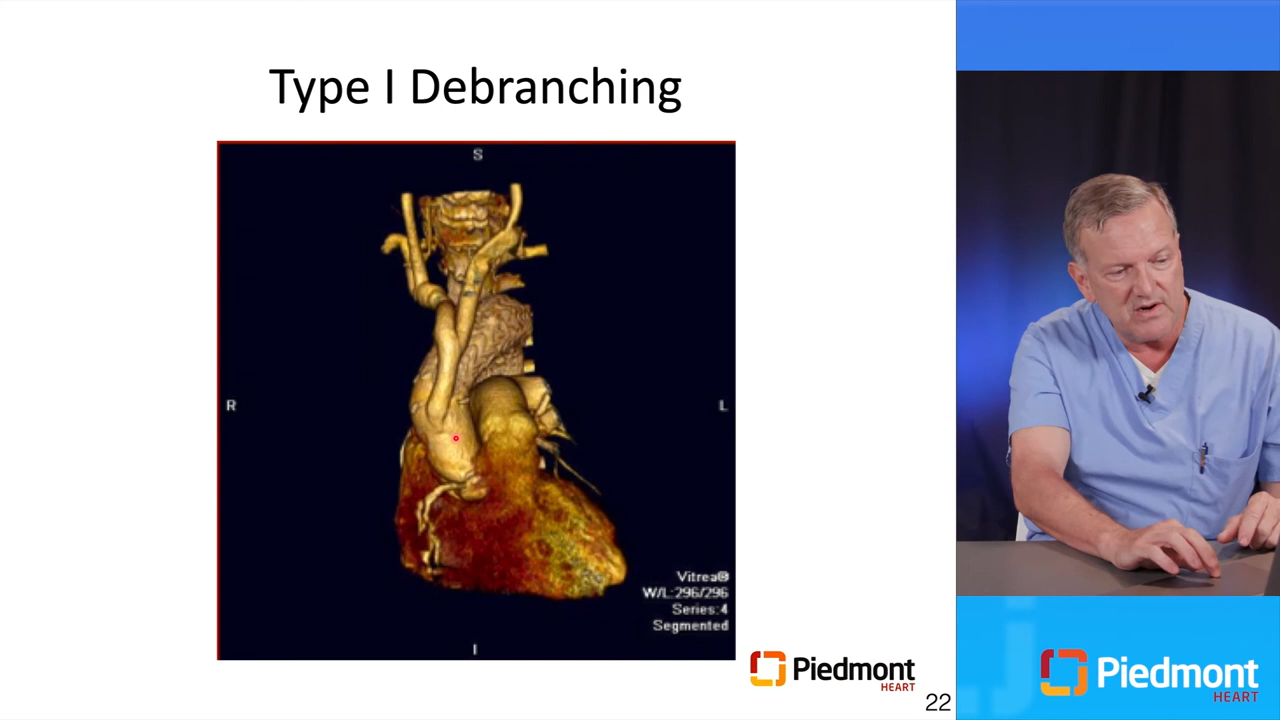 Type I Debranching
S
R
L
Vitrea®
W/L:296/296
Series:4
Segmented
I
Piedmont
HEART
22
Piedmont
HEART